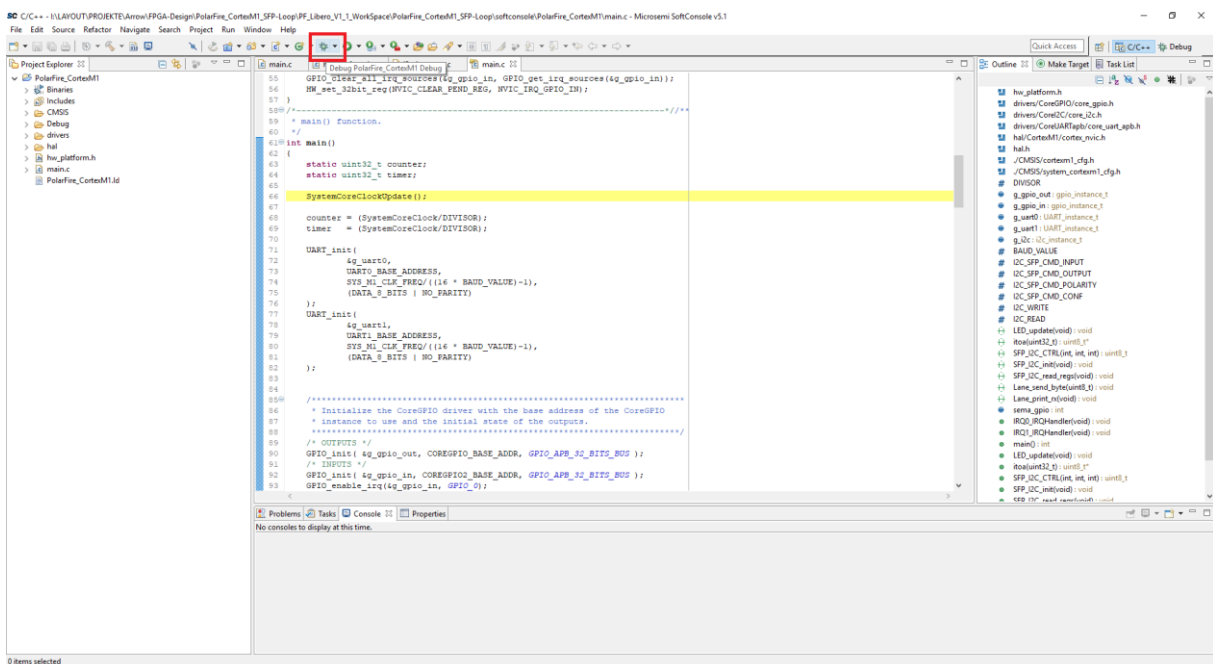 SC C/C++ - I:\LAYOUT\PROJEKTE\Arrow\FPGA-Design\PolarFire_CortexM1_SFP-Loop\PF_Libero_V1_1_WorkSpace\PolarFire_CortexM1_SFP-Loop\softconsole\PolarFire_CortexM1\main.c - Microsemi SoftConsole v5.1
File Edit Source Refactor Navigate Search Project Run Window Help
Quick Access
C/C++
Debug
Project Explorer
PolarFire_CortexM1
Binaries
Includes
CMSIS
Debug
drivers
hal
hw_platform.h
main.c
PolarFire_CortexM1.ld
main.c
main.c
Debug PolarFire_CortexM1 Debug
55 GPIO_clear_all_irq_sources(&g_gpio_in, GPIO_get_irq_sources(&g_gpio_in));
56 HW_set_32bit_reg(NVIC_CLEAR_PEND_REG, NVIC_IRQ_GPIO_IN);
57 }
58 /*-------------------------------------------------------------------------*//**
59 * main() function.
60 */
61 int main()
62 {
63 static uint32_t counter;
64 static uint32_t timer;
65
66 SystemCoreClockUpdate();
67
68 counter = (SystemCoreClock/DIVISOR);
69 timer = (SystemCoreClock/DIVISOR);
70
71 UART_init(
72 &g_uart0,
73 UART0_BASE_ADDRESS,
74 SYS_M1_CLK_FREQ/((16 * BAUD_VALUE)-1),
75 (DATA_8_BITS | NO_PARITY)
76 );
77 UART_init(
78 &g_uart1,
79 UART1_BASE_ADDRESS,
80 SYS_M1_CLK_FREQ/((16 * BAUD_VALUE)-1),
81 (DATA_8_BITS | NO_PARITY)
82 );
83
84
85 /**************************************************************************
86 * Initialize the CoreGPIO driver with the base address of the CoreGPIO
87 * instance to use and the initial state of the outputs.
88 **************************************************************************/
89 /* OUTPUTS */
90 GPIO_init( &g_gpio_out, COREGPIO_BASE_ADDR, GPIO_APB_32_BITS_BUS );
91 /* INPUTS */
92 GPIO_init( &g_gpio_in, COREGPIO2_BASE_ADDR, GPIO_APB_32_BITS_BUS );
93 GPIO_enable_irq(&g_gpio_in, GPIO_0);
Outline
Make Target
Task List
hw_platform.h
drivers/CoreGPIO/core_gpio.h
drivers/CoreI2C/core_i2c.h
drivers/CoreUARTapb/core_uart_apb.h
hal/CortexM1/cortex_nvic.h
hal.h
./CMSIS/cortexm1_cfg.h
./CMSIS/system_cortexm1_cfg.h
DIVISOR
g_gpio_out : gpio_instance_t
g_gpio_in : gpio_instance_t
g_uart0 : UART_instance_t
g_uart1 : UART_instance_t
g_i2c : i2c_instance_t
BAUD_VALUE
I2C_SFP_CMD_INPUT
I2C_SFP_CMD_OUTPUT
I2C_SFP_CMD_POLARITY
I2C_SFP_CMD_CONF
I2C_WRITE
I2C_READ
LED_update(void) : void
itoa(uint32_t) : uint8_t*
SFP_I2C_CTRL(int, int, int) : uint8_t
SFP_I2C_init(void) : void
SFP_I2C_read_regs(void) : void
Lane_send_byte(uint8_t) : void
Lane_print_rx(void) : void
sema_gpio : int
IRQ0_IRQHandler(void) : void
IRQ1_IRQHandler(void) : void
main() : int
LED_update(void) : void
itoa(uint32_t) : uint8_t*
SFP_I2C_CTRL(int, int, int) : uint8_t
SFP_I2C_init(void) : void
SFP_I2C_read_regs(void) : void
Problems
Tasks
Console
Properties
No consoles to display at this time.
0 items selected